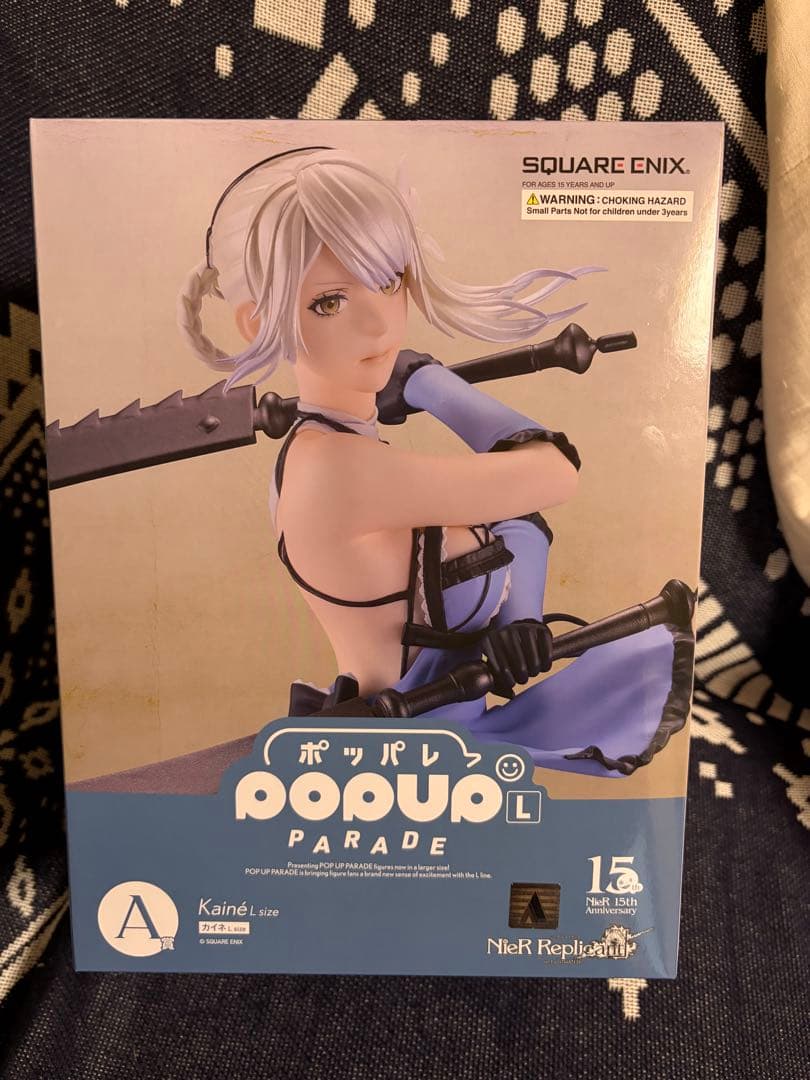 SQUARE ENIX®
FOR AGES 15 YEARS AND UP
⚠WARNING : CHOKING HAZARD
Small Parts Not for children under 3years
ポッパレ
POPUP L
PARADE
Presenting POP UP PARADE figures now in a larger size!
POP UP PARADE is bringing figure fans a brand new sense of excitement with the L line.
A賞
Kainé L size
カイネ L size
© SQUARE ENIX
15th
NieR 15th
Anniversary
NieR Replicant